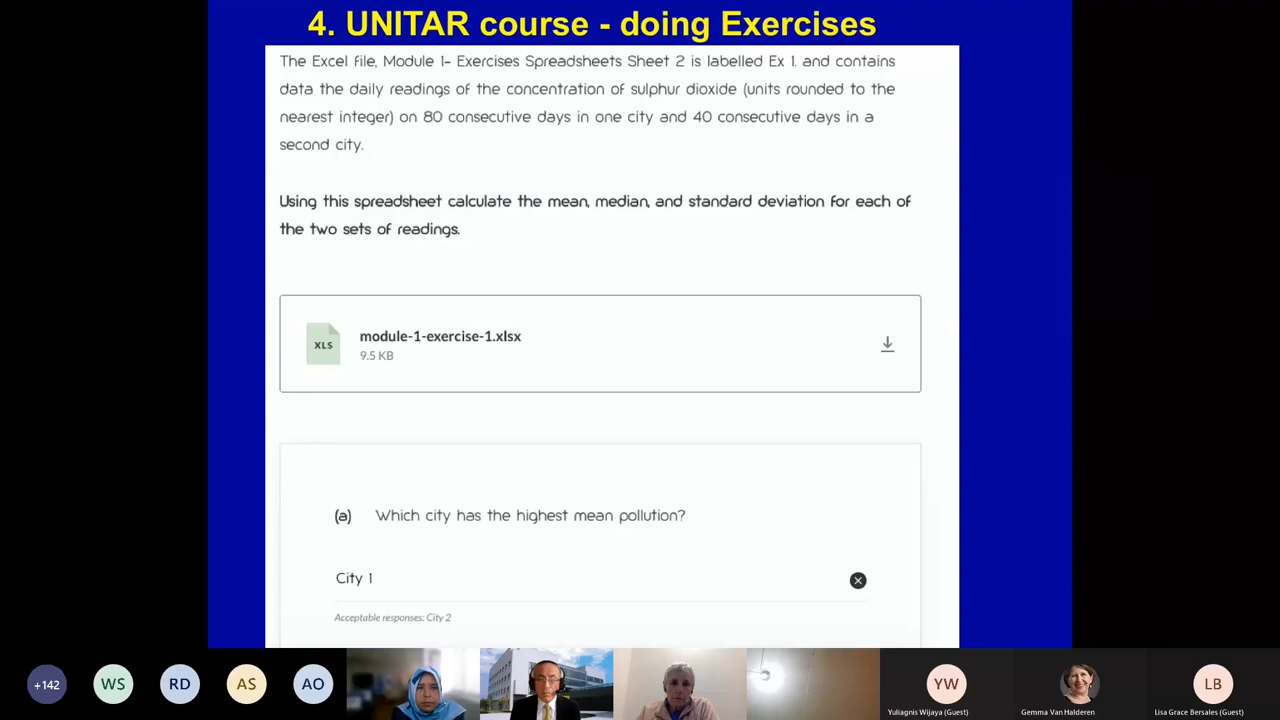 4. UNITAR course - doing Exercises
The Excel file, Module 1- Exercises Spreadsheets Sheet 2 is labelled Ex 1. and contains
data the daily readings of the concentration of sulphur dioxide (units rounded to the
nearest integer) on 80 consecutive days in one city and 40 consecutive days in a
second city.
Using this spreadsheet calculate the mean, median, and standard deviation for each of
the two sets of readings.
XLS
module-1-exercise-1.xlsx
9.5 KB
(a) Which city has the highest mean pollution?
City 1
Acceptable responses: City 2
+142
WS
RD
AS
AO
YW
LB
Yuliagnis Wijaya (Guest)
Gemma Van Halderen
Lisa Grace Bersales (Guest)